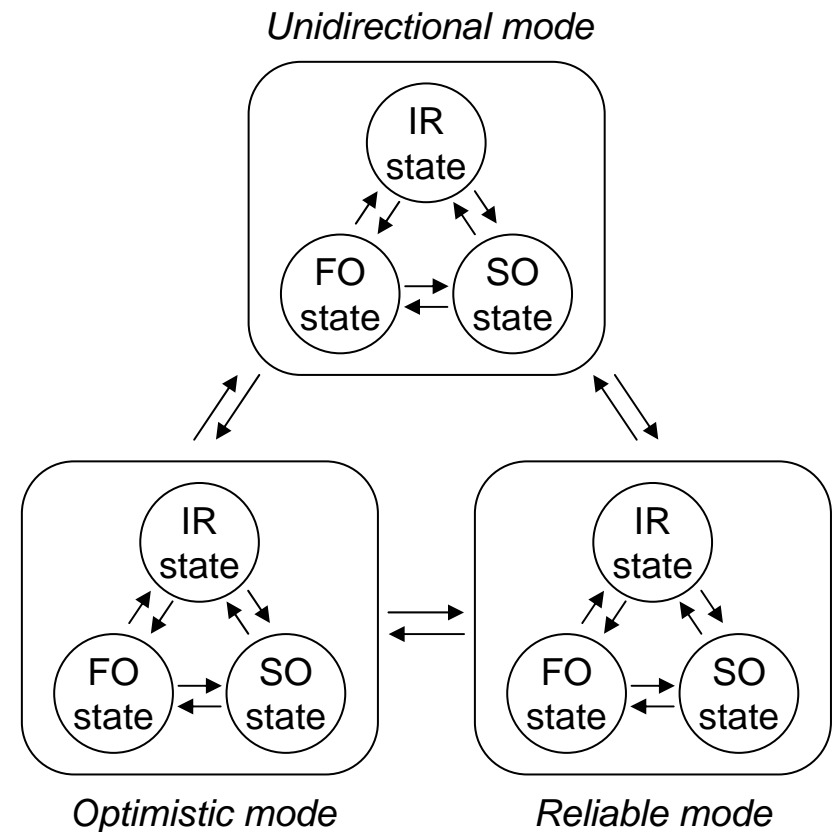 Unidirectional mode
IR
state
FO
state
SO
state
IR
state
FO
state
SO
state
Optimistic mode
IR
state
FO
state
SO
state
Reliable mode